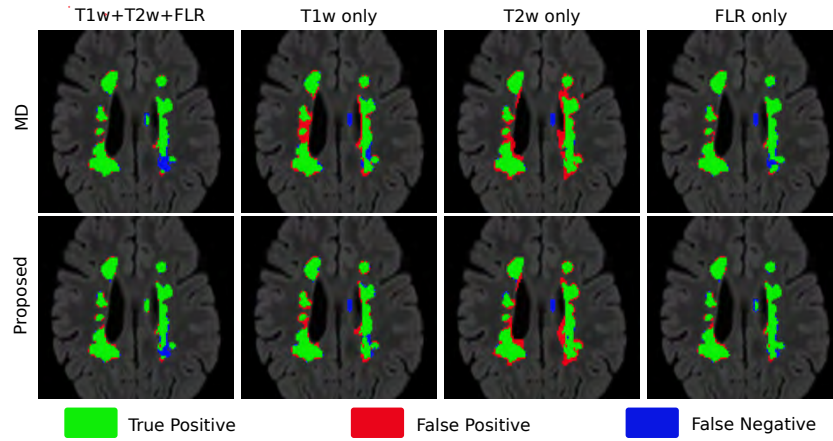 T1w+T2w+FLR T1w only T2w only FLR only
MD
Proposed
True Positive False Positive False Negative